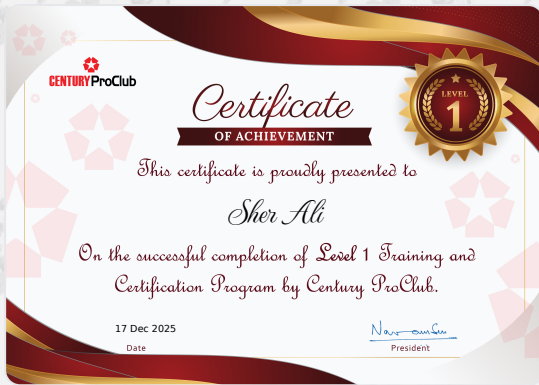 CENTURY ProClub
LEVEL
1
Certificate
OF ACHIEVEMENT
This certificate is proudly presented to
Sher Ali
On the successful completion of Level 1 Training and
Certification Program by Century ProClub.
17 Dec 2025
Date
President